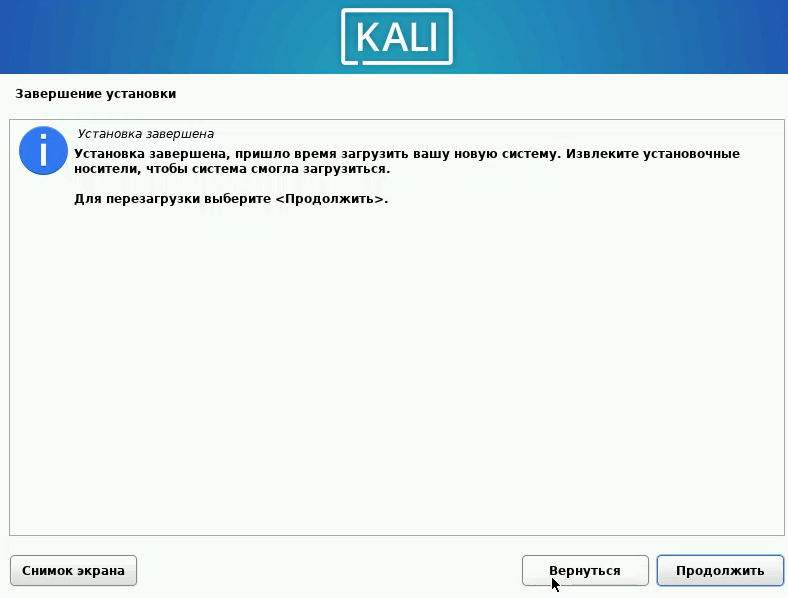 KALI
Завершение установки
Установка завершена
Установка завершена, пришло время загрузить вашу новую систему. Извлеките установочные
носители, чтобы система смогла загрузиться.
Для перезагрузки выберите <Продолжить>.
Снимок экрана
Вернуться
Продолжить